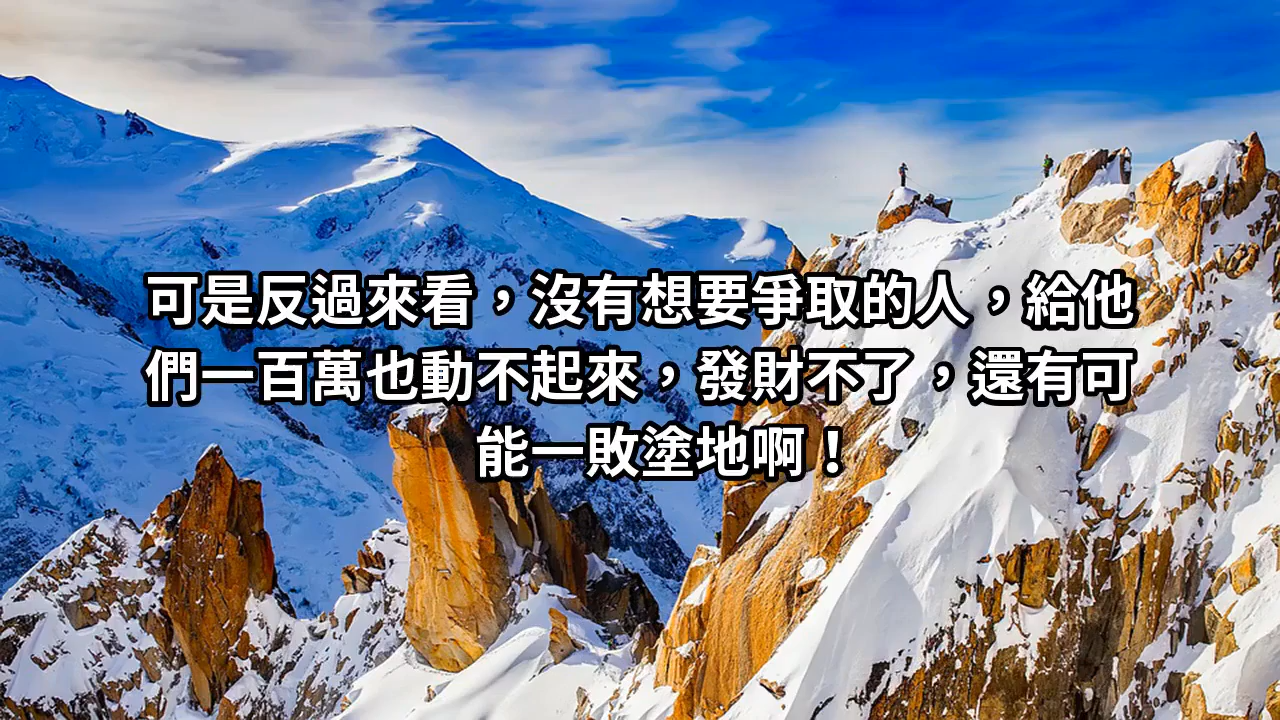 可是反過來看，沒有想要爭取的人，給他
們一百萬也動不起來，發財不了，還有可
能一敗塗地啊！